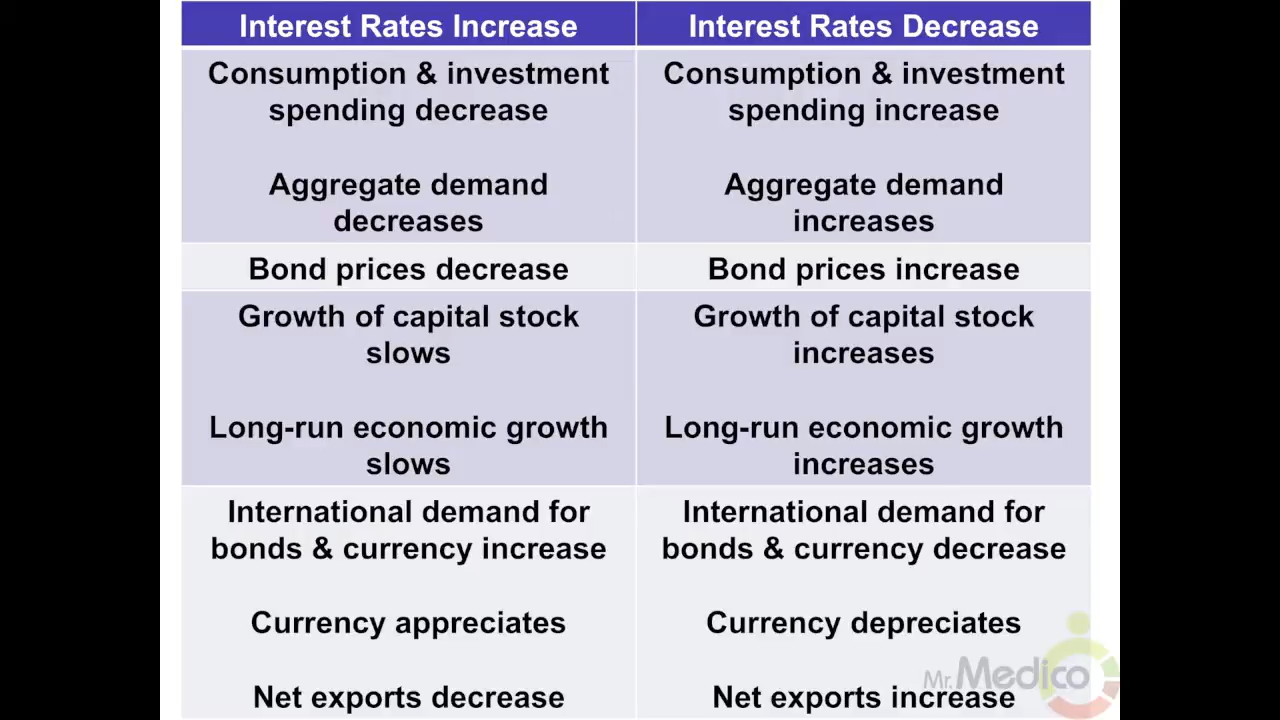 Interest Rates Increase
Interest Rates Decrease
Consumption & investment
spending decrease
Aggregate demand
decreases
Consumption & investment
spending increase
Aggregate demand
increases
Bond prices decrease
Bond prices increase
Growth of capital stock
slows
Long-run economic growth
slows
Growth of capital stock
increases
Long-run economic growth
increases
International demand for
bonds & currency increase
Currency appreciates
Net exports decrease
International demand for
bonds & currency decrease
Currency depreciates
Net exports increase
Mr.Medico